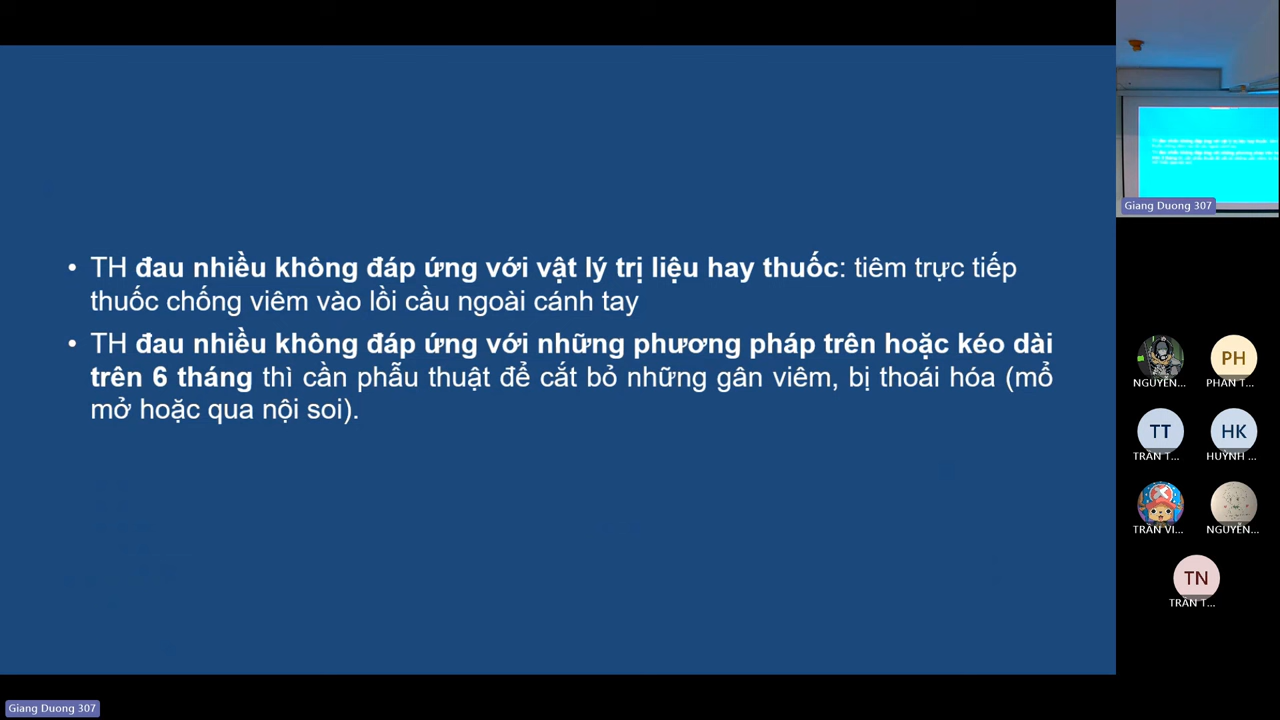 • TH đau nhiều không đáp ứng với vật lý trị liệu hay thuốc: tiêm trực tiếp
thuốc chống viêm vào lồi cầu ngoài cánh tay
• TH đau nhiều không đáp ứng với những phương pháp trên hoặc kéo dài
trên 6 tháng thì cần phẫu thuật để cắt bỏ những gân viêm, bị thoái hóa (mổ
mở hoặc qua nội soi).
Giang Duong 307
Giang Duong 307
NGUYỄN...
PH
PHAN T...
TT
TRẦN T...
HK
HUỲNH ...
TRẦN VI...
NGUYỄN...
TN
TRẦN T...